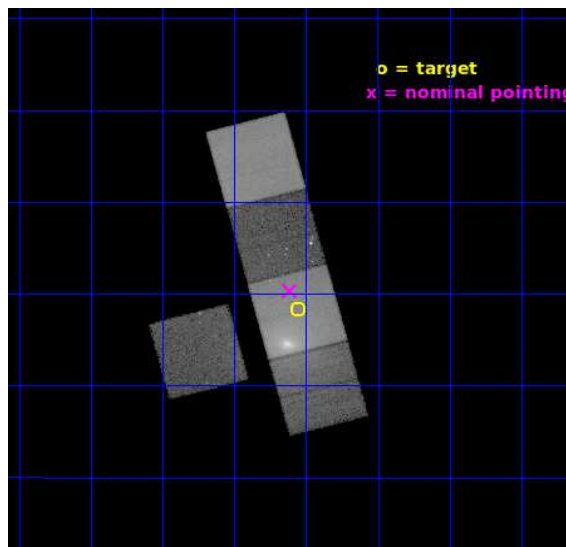 o = target
x = nominal pointing